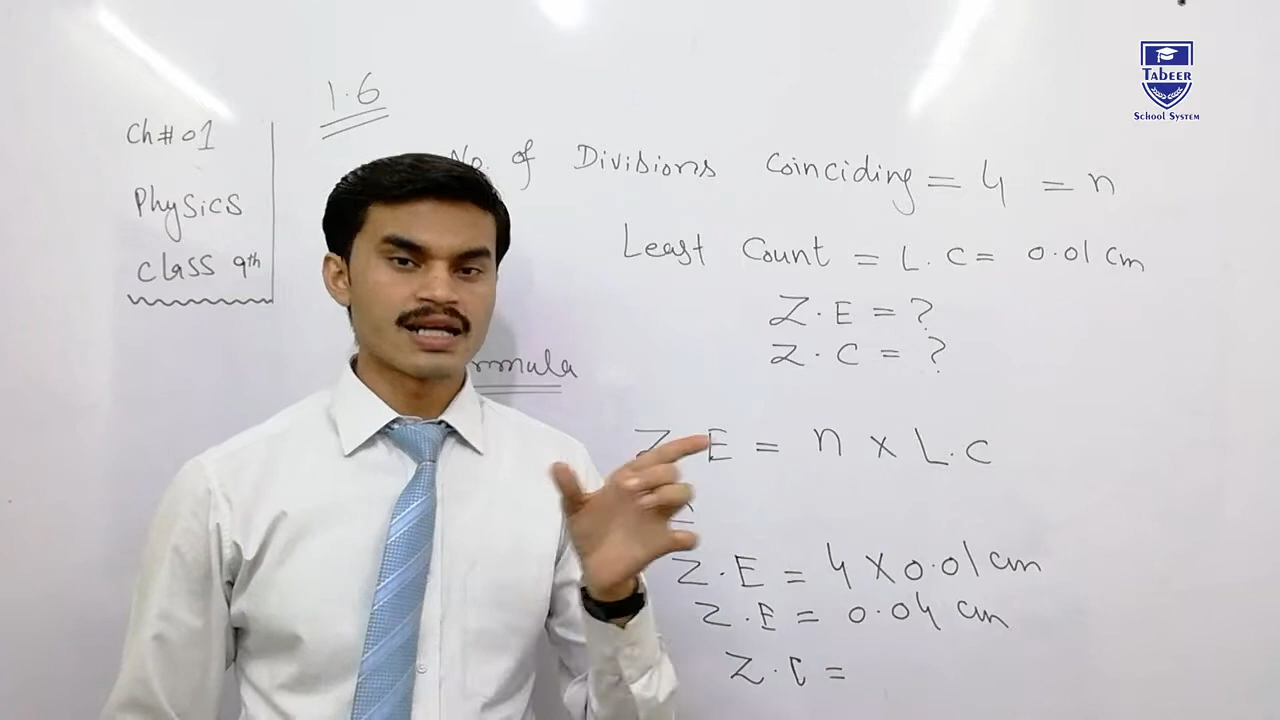 1.6
Ch# 01
Physics
Class 9th
No. of Divisions Coinciding = 4 = n
Least Count = L.C = 0.01 cm
Z.E = ?
Z.C = ?
Z.E = n x L.C
Z.E = 4 x 0.01 cm
Z.E = 0.04 cm
Z.C =
TABEER
School System